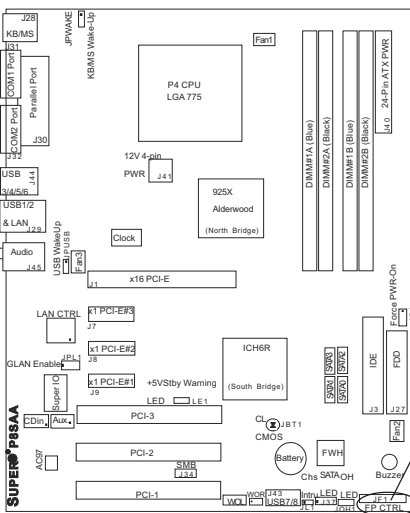 J28
KB/MS
JPWAKE
KB/MS Wake-Up
J31
COM1 Port
Parallel Port
J30
COM2 Port
J32
Fan1
P4 CPU
LGA 775
12V 4-pin
PWR J41
24-Pin ATX PWR
J40
DIMM#1A (Blue)
DIMM#2A (Black)
DIMM#1B (Blue)
DIMM#2B (Black)
USB
3/4/5/6
J44
USB1/2
& LAN
J29
925X
Alderwood
(North Bridge)
Clock
Audio
J45
USB WakeUp
JPUSB
Fan3
x16 PCI-E
J1
Force PWR-On
LAN CTRL
x1 PCI-E#3
J7
x1 PCI-E#2
J8
GLAN Enable
JPL1
x1 PCI-E#1
J9
ICH6R
(South Bridge)
SATA3
SATA2
SATA1
SATA0
IDE
J3
FDD
J27
Super IO
+5VStby Warning
LED LE1
CDin
Aux
PCI-3
CL
CMOS
JBT1
Fan2
SUPER P8SAA
AC97
PCI-2
Battery
FWH
Buzzer
SMB
J34
Chs
SATA
OH
PCI-1
WOL
WOR
J43
USB7/8
Intru
LED
LED
JL1
J37
JOH1
JF1
FP CTRL